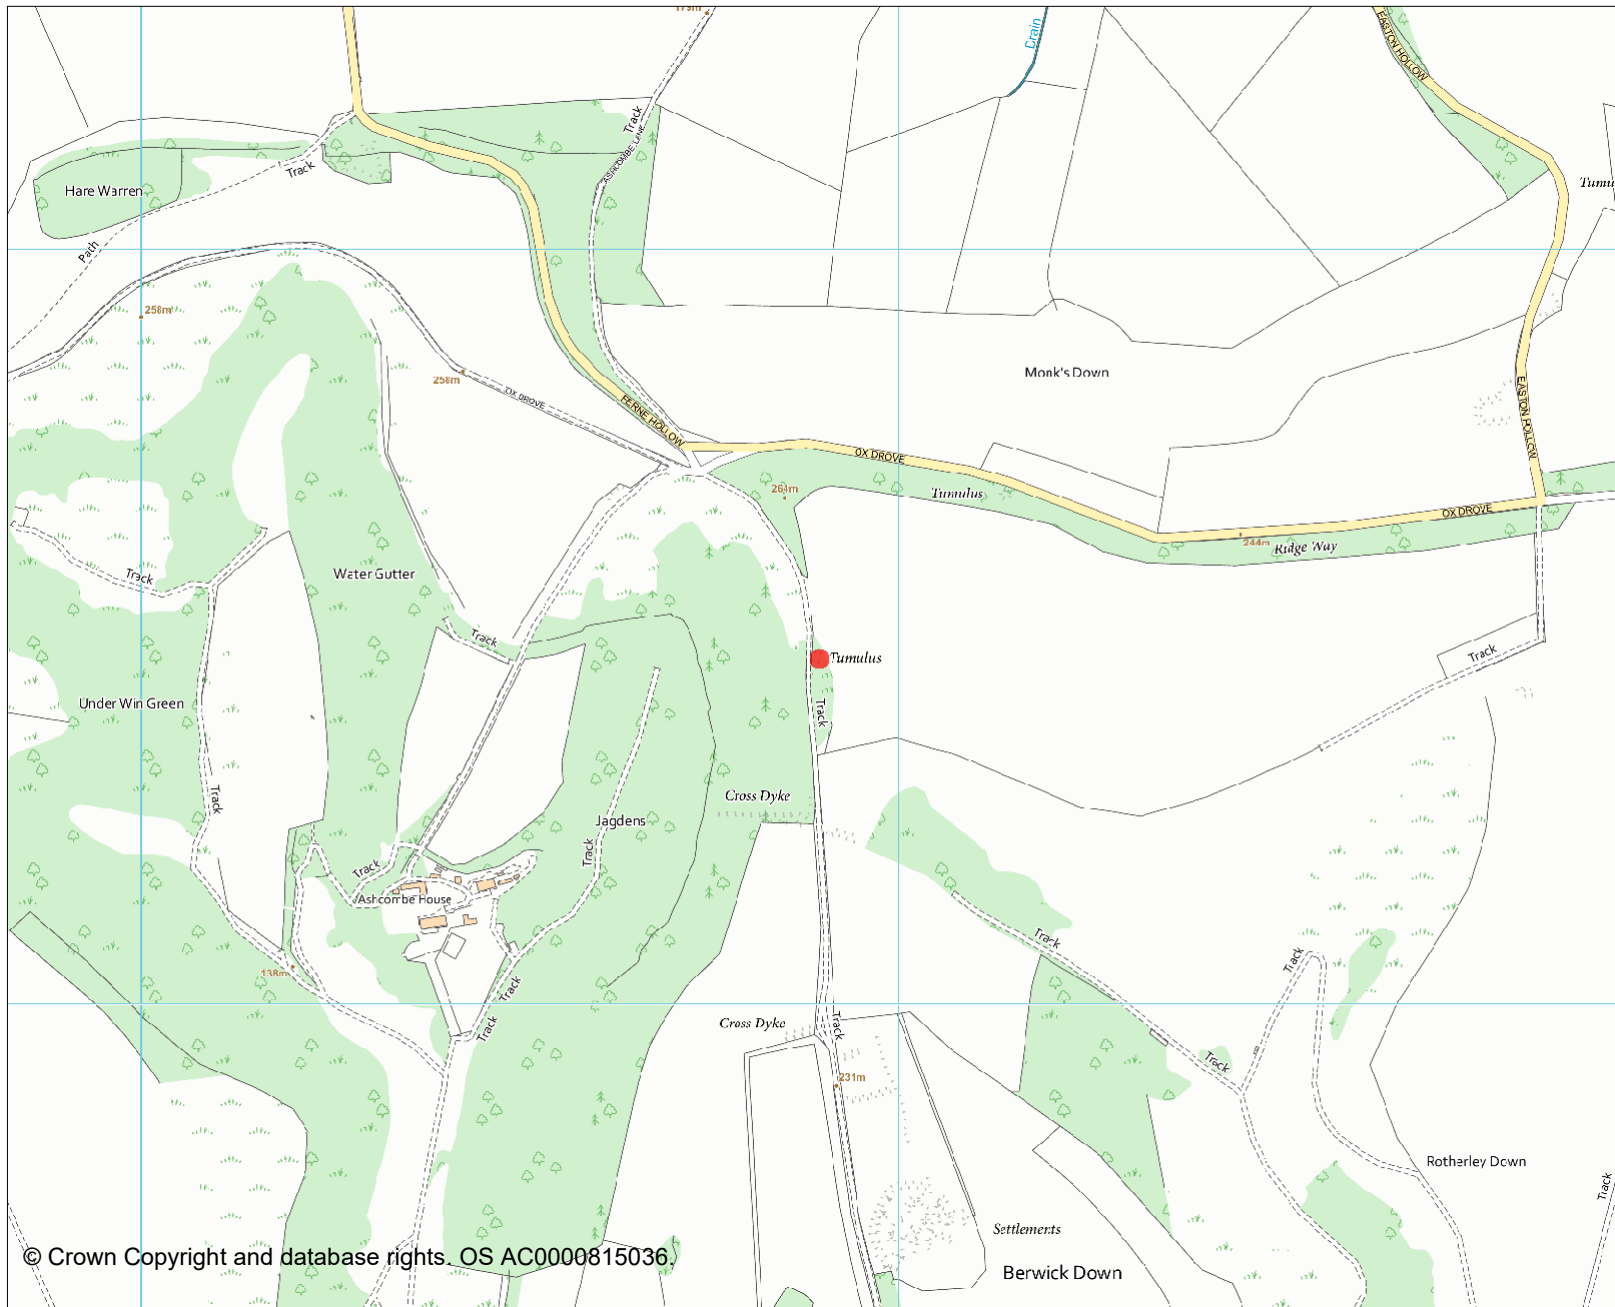 179m
Drain
EASTON HOLLOW
Track
ASHCOMBE LANE
Track
Hare Warren
Path
258m
258m
OX DROVE
FERNE HOLLOW
Monk's Down
EASTON HOLLOW
OX DROVE
264m
Tumulus
OX DROVE
244m
Ridge Way
Track
Water Gutter
Track
Tumulus
Track
Under Win Green
Track
Track
Cross Dyke
Jagdens
Track
Track
Ashcombe House
Track
Track
138m
Track
Track
Cross Dyke
Track
Track
231m
Rotherley Down
Track
Settlements
Berwick Down
© Crown Copyright and database rights. OS AC0000815036.